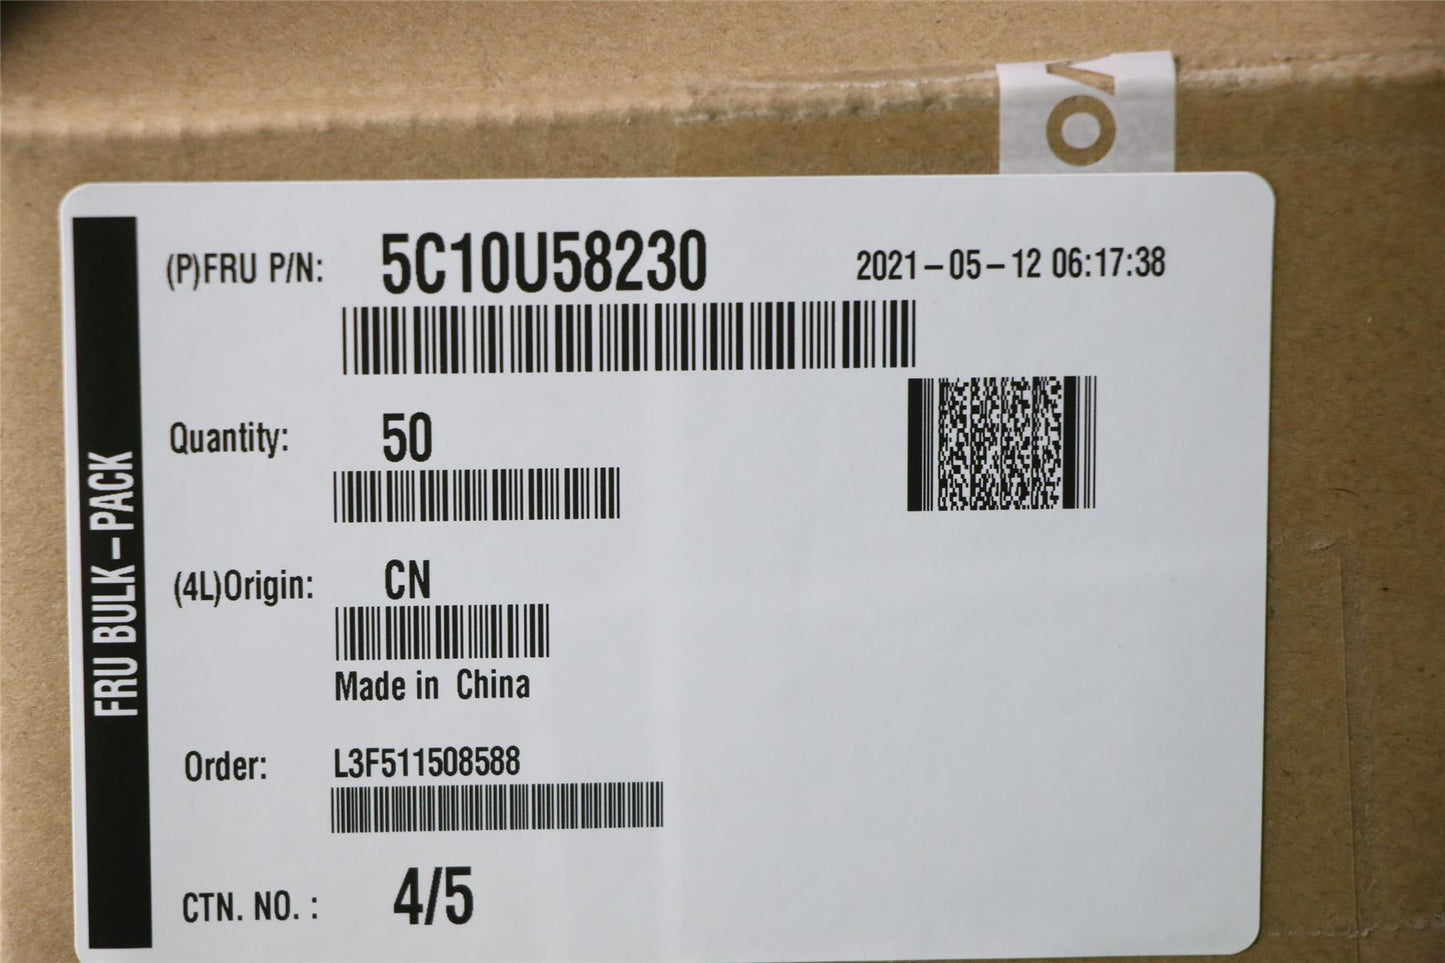 (P)FRU P/N: 5C10U58230 2021-05-12 06:17:38
Quantity: 50
(4L)Origin: CN
Made in China
Order: L3F511508588
CTN. NO. : 4/5
FRU BULK-PACK